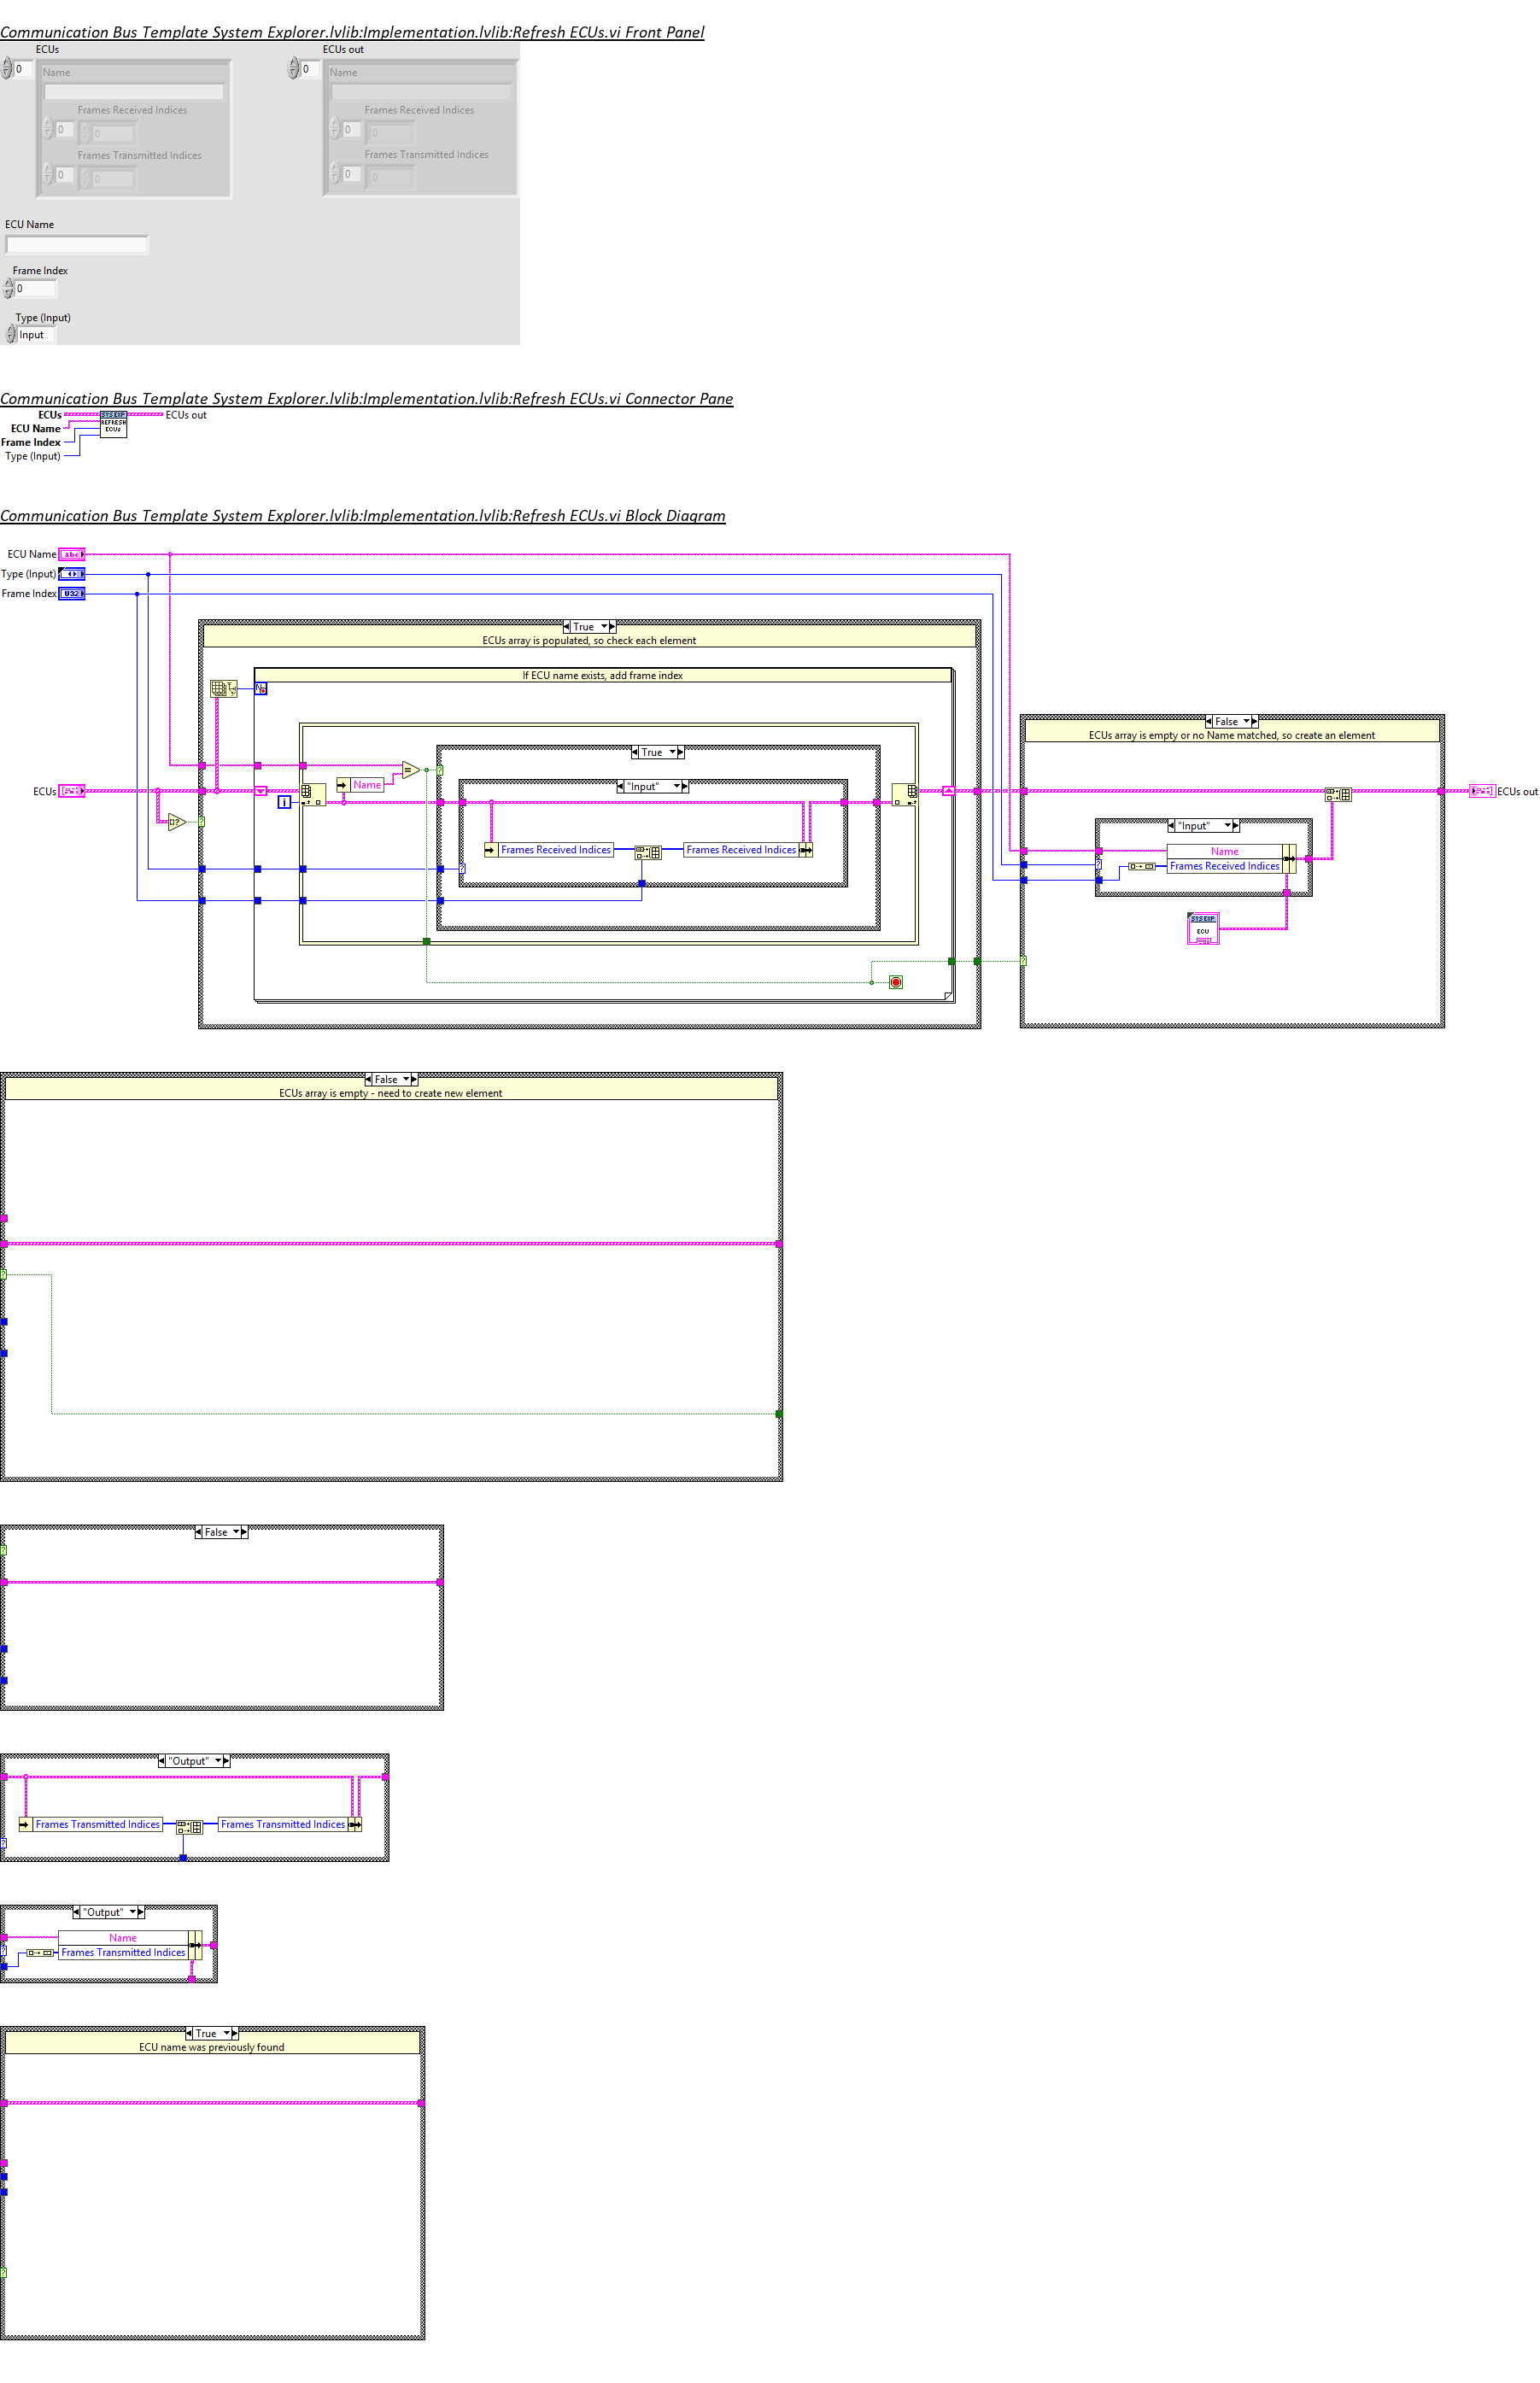 Communication Bus Template System Explorer.lvlib:Implementation.lvlib:Refresh ECUs.vi Front Panel
ECUs
ECUs out
0
0
Name
Name
Frames Received Indices
Frames Received Indices
0
0
0
0
Frames Transmitted Indices
Frames Transmitted Indices
0
0
0
0
ECU Name
Frame Index
0
Type (Input)
Input
Communication Bus Template System Explorer.lvlib:Implementation.lvlib:Refresh ECUs.vi Connector Pane
ECUs
SYSEXP
ECUs out
ECU Name
REFRESH
ECUs
Frame Index
Type (Input)
Communication Bus Template System Explorer.lvlib:Implementation.lvlib:Refresh ECUs.vi Block Diagram
ECU Name
abc
Type (Input)
Frame Index
U32
True
ECUs array is populated, so check each element
If ECU name exists, add frame index
N
False
ECUs array is empty or no Name matched, so create an element
True
=
Name
"Input"
ECUs
i
ECUs out
?
Frames Received Indices
Frames Received Indices
"Input"
Name
Frames Received Indices
SYSEXP
ECU
False
ECUs array is empty - need to create new element
?
False
?
"Output"
Frames Transmitted Indices
Frames Transmitted Indices
?
"Output"
Name
?
Frames Transmitted Indices
True
ECU name was previously found
?